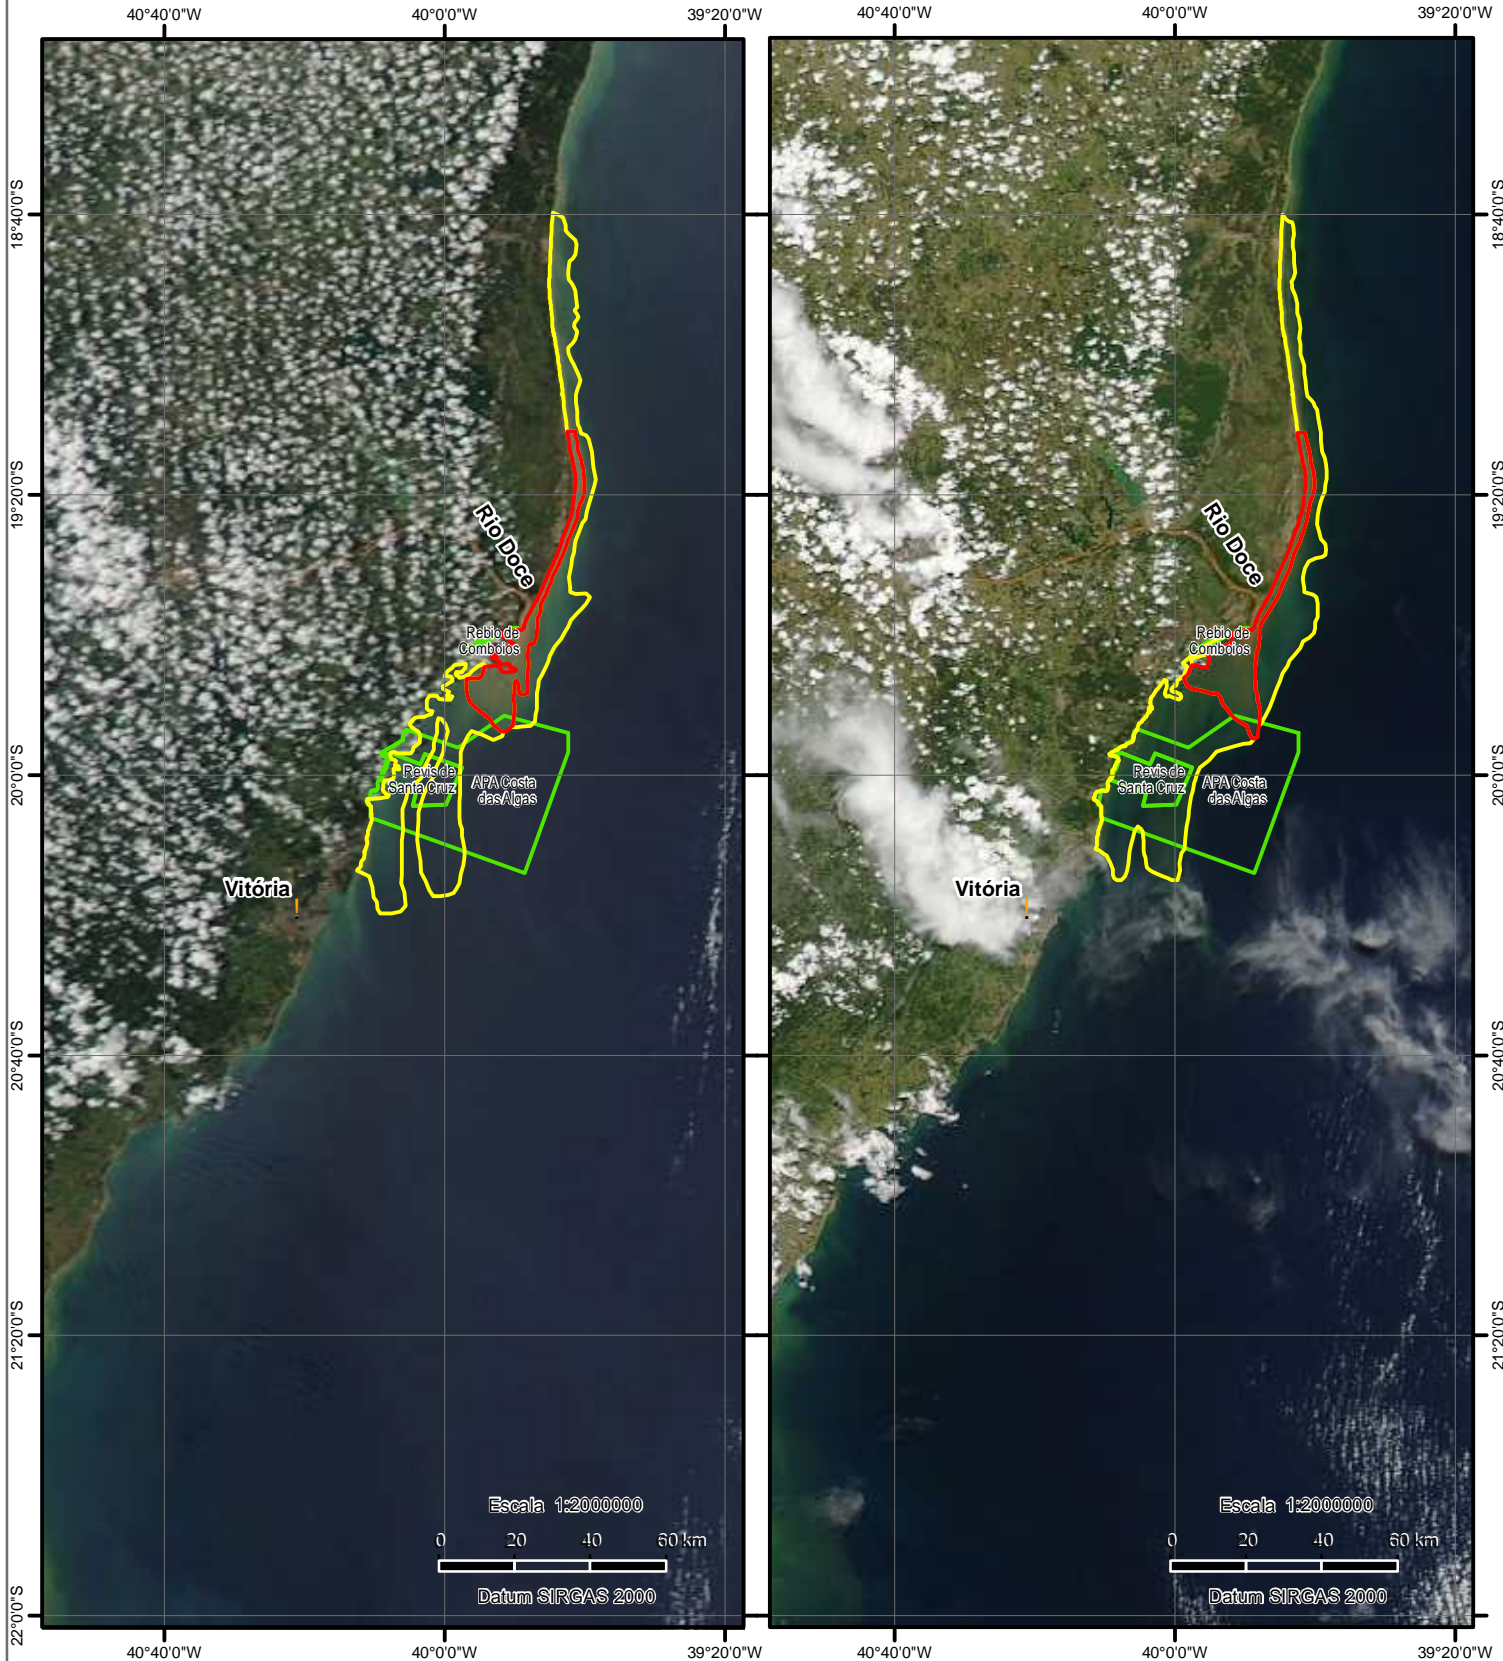 40°40'0"W 40°0'0"W 39°20'0"W
40°40'0"W 40°0'0"W 39°20'0"W
18°40'0"S
19°20'0"S
20°0'0"S
20°40'0"S
21°20'0"S
22°0'0"S
Rio Doce
Rebio de
Comboios
Revis de
Santa Cruz
APA Costa
das Algas
Vitória
Escala 1:2000000
0 20 40 60 km
Datum SIRGAS 2000
Rio Doce
Rebio de
Comboios
Revis de
Santa Cruz
APA Costa
das Algas
Vitória
Escala 1:2000000
0 20 40 60 km
Datum SIRGAS 2000
18°40'0"S
19°20'0"S
20°0'0"S
20°40'0"S
21°20'0"S
40°40'0"W 40°0'0"W 39°20'0"W
40°40'0"W 40°0'0"W 39°20'0"W